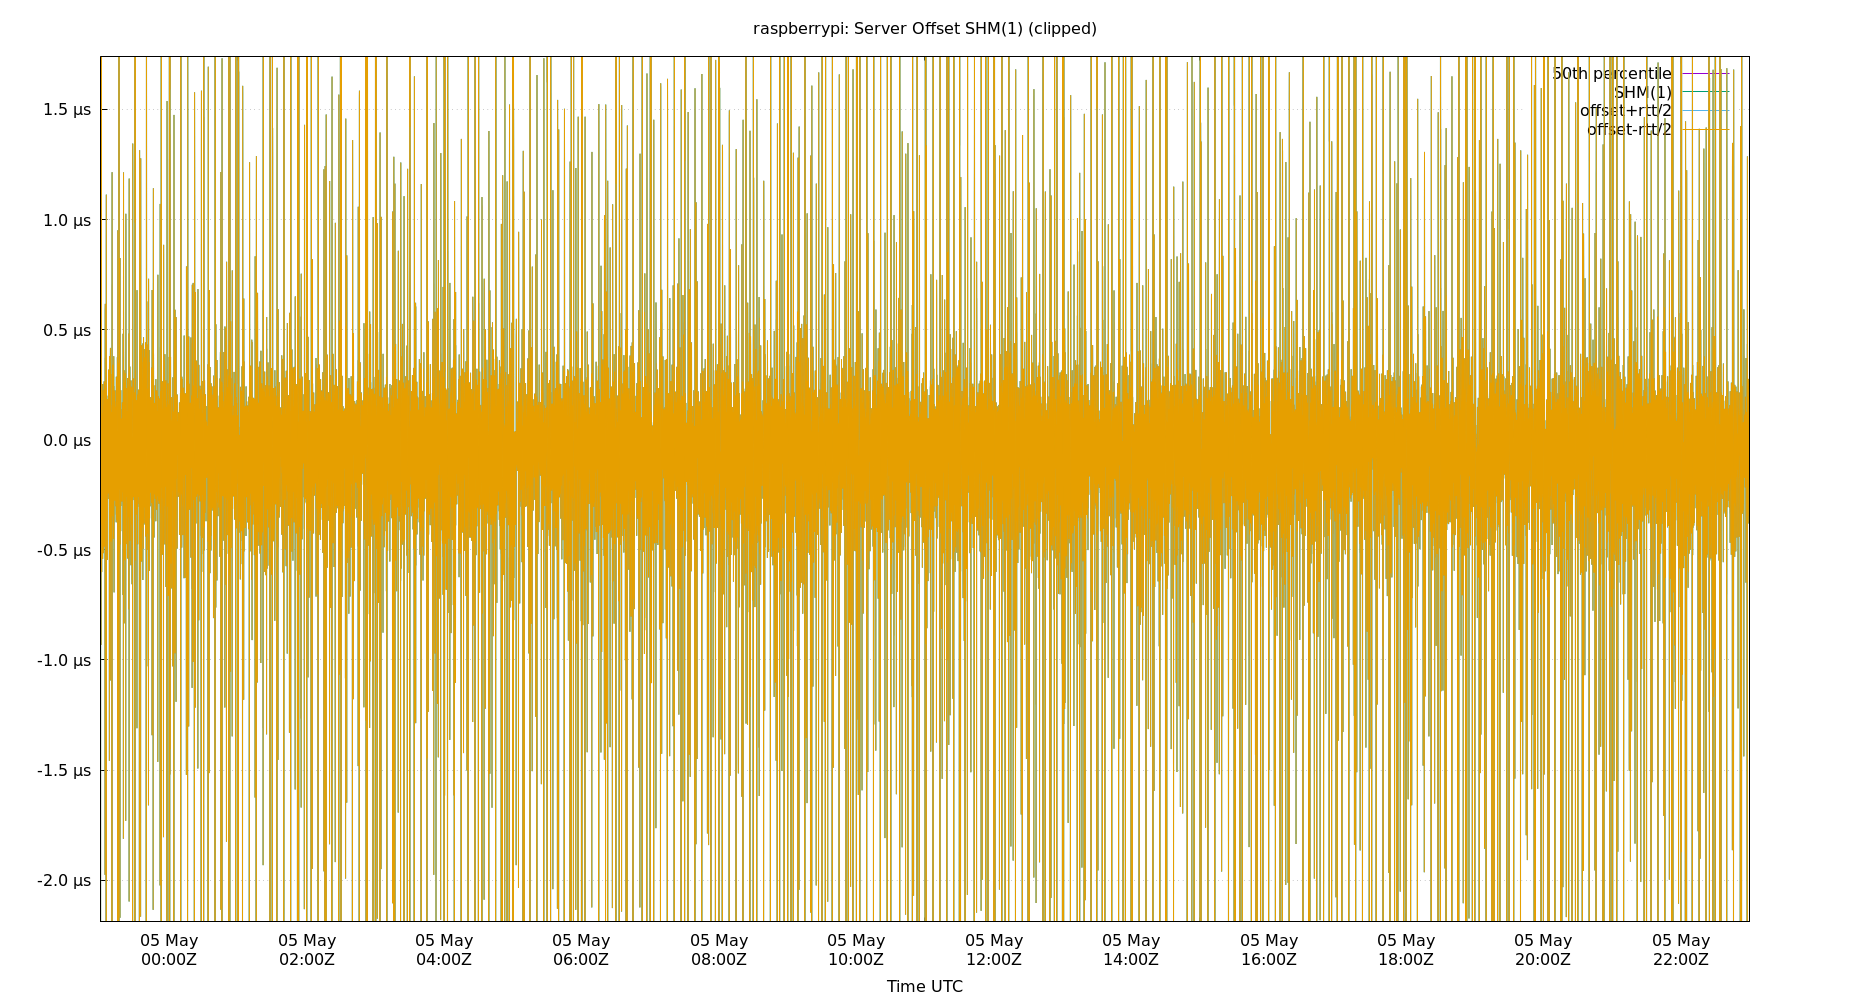 raspberrypi: Server Offset SHM(1) (clipped)
50th percentile
SHM(1)
offset+rtt/2
offset-rtt/2
1.5 µs
1.0 µs
0.5 µs
0.0 µs
-0.5 µs
-1.0 µs
-1.5 µs
-2.0 µs
05 May 05 May 05 May 05 May 05 May 05 May 05 May 05 May 05 May 05 May 05 May 05 May
00:00Z 02:00Z 04:00Z 06:00Z 08:00Z 10:00Z 12:00Z 14:00Z 16:00Z 18:00Z 20:00Z 22:00Z
Time UTC